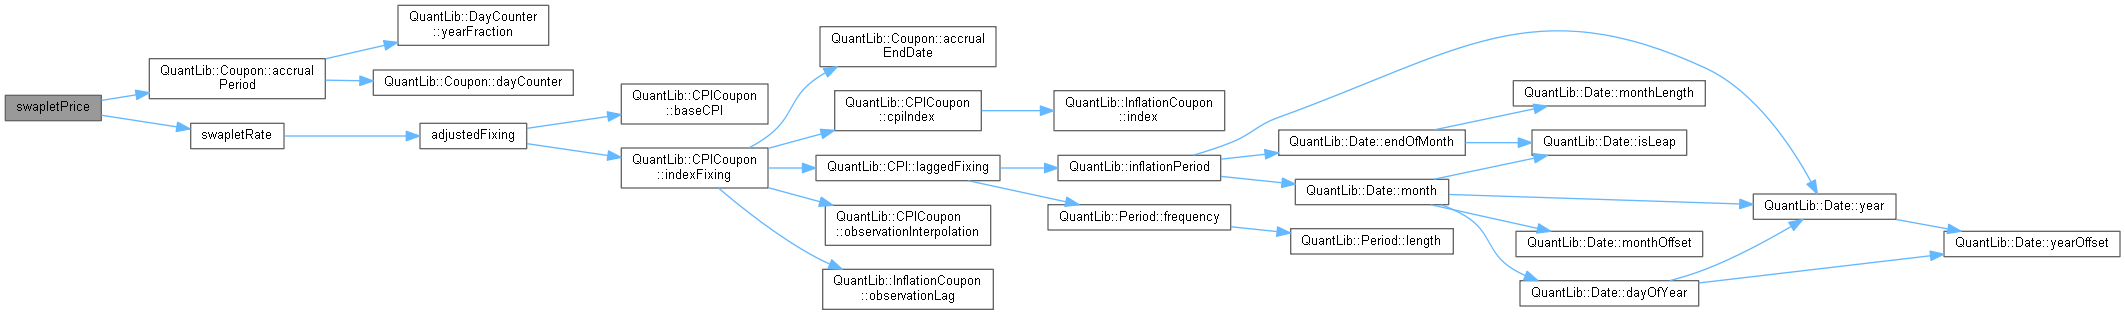 swapletPrice
QuantLib::Coupon::accrual
Period
swapletRate
QuantLib::DayCounter
::yearFraction
QuantLib::Coupon::dayCounter
adjustedFixing
QuantLib::CPICoupon
::baseCPI
QuantLib::CPICoupon
::indexFixing
QuantLib::Coupon::accrual
EndDate
QuantLib::CPICoupon
::cpiIndex
QuantLib::CPI::laggedFixing
QuantLib::CPICoupon
::observationInterpolation
QuantLib::InflationCoupon
::observationLag
QuantLib::InflationCoupon
::index
QuantLib::inflationPeriod
QuantLib::Period::frequency
QuantLib::Date::endOfMonth
QuantLib::Date::month
QuantLib::Period::length
QuantLib::Date::monthLength
QuantLib::Date::isLeap
QuantLib::Date::monthOffset
QuantLib::Date::dayOfYear
QuantLib::Date::year
QuantLib::Date::yearOffset